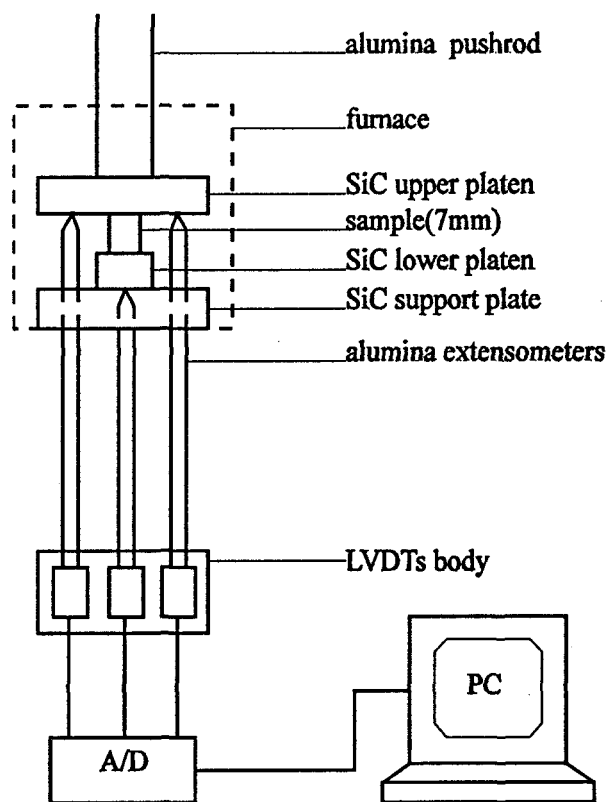 alumina pushrod
furnace
SiC upper platen
sample(7mm)
SiC lower platen
SiC support plate
alumina extensometers
LVDTs body
PC
A/D